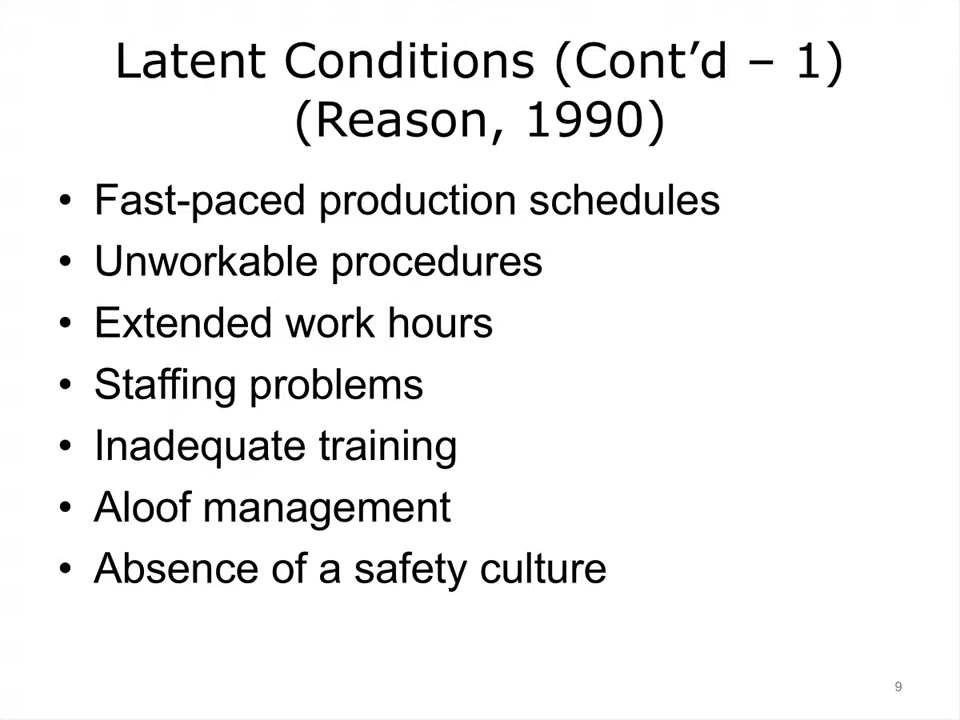 Latent Conditions (Cont’d – 1)
(Reason, 1990)
• Fast-paced production schedules
• Unworkable procedures
• Extended work hours
• Staffing problems
• Inadequate training
• Aloof management
• Absence of a safety culture
9